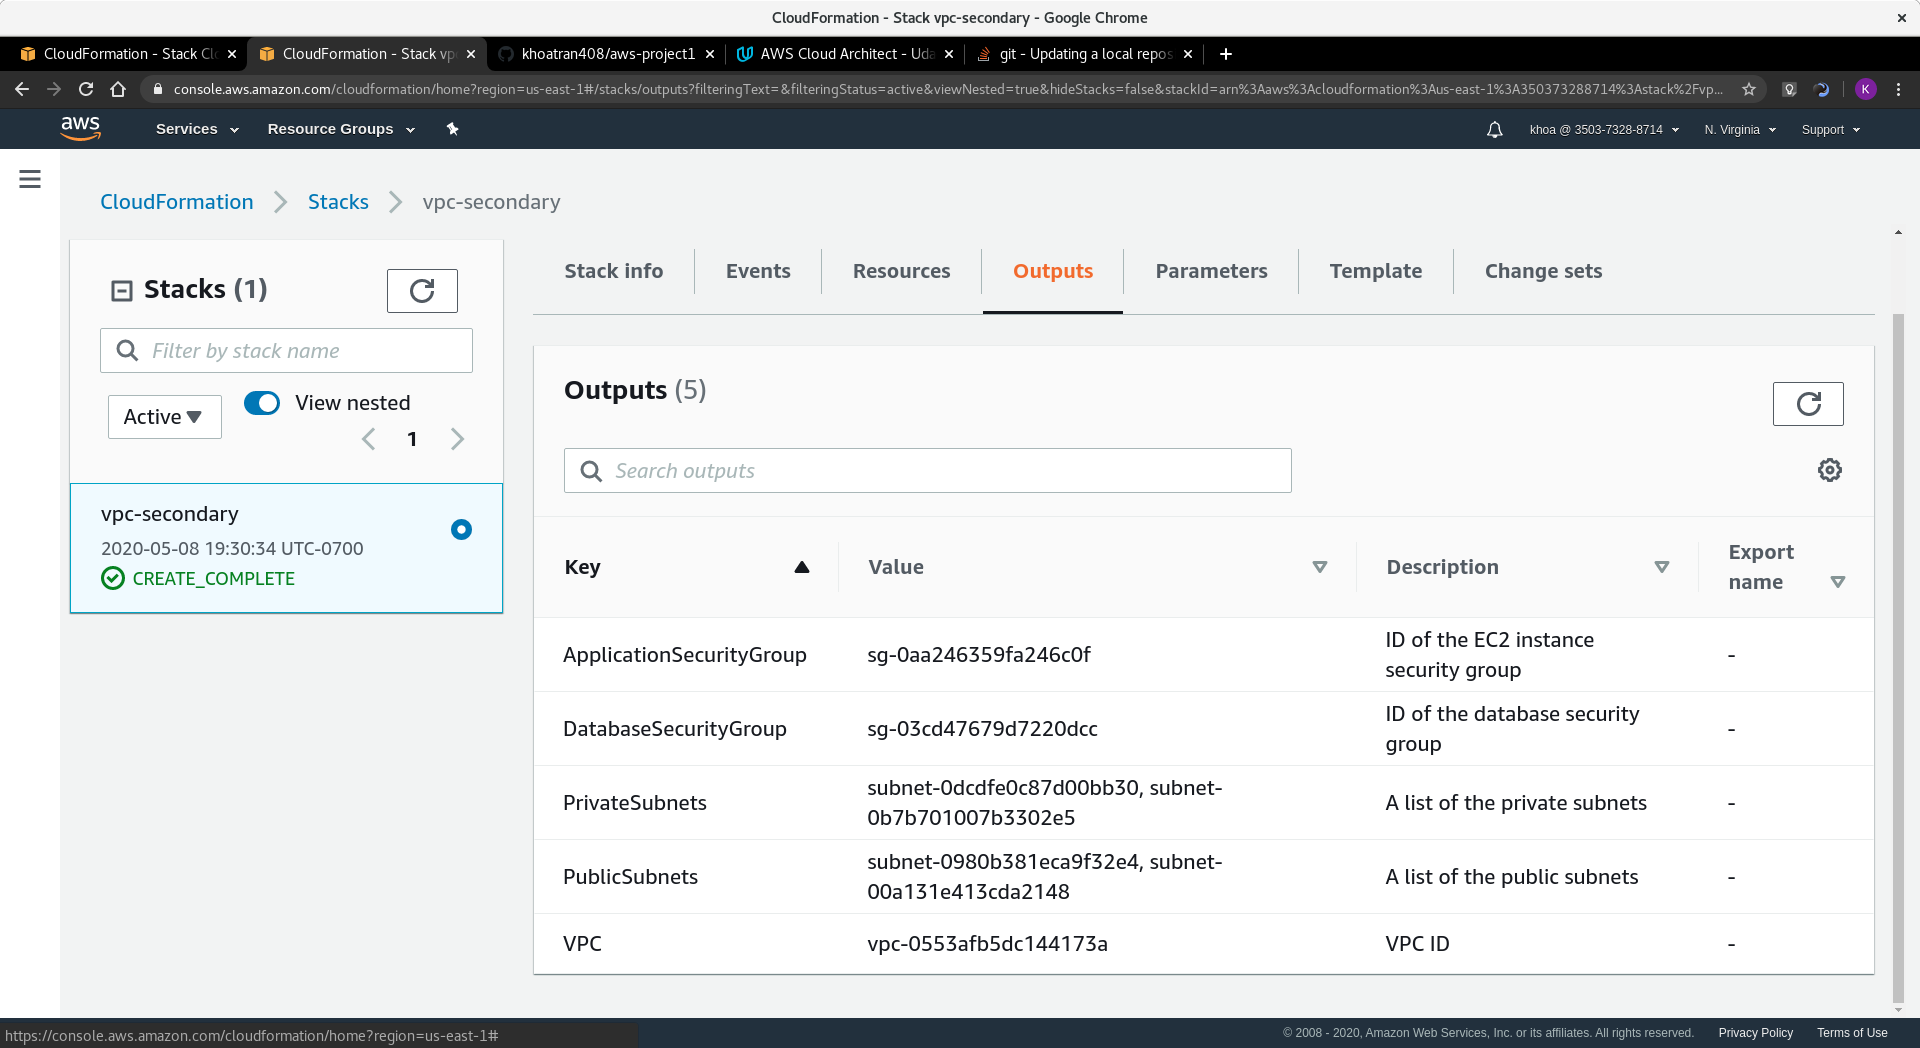 CloudFormation - Stack vpc-secondary - Google Chrome
CloudFormation - Stack Clo
CloudFormation - Stack vpc
khoatran408/aws-project1
AWS Cloud Architect - Uda
git - Updating a local repos
console.aws.amazon.com/cloudformation/home?region=us-east-1#/stacks/outputs?filteringText=&filteringStatus=active&viewNested=true&hideStacks=false&stackId=arn%3Aaws%3Acloudformation%3Aus-east-1%3A350373288714%3Astack%2Fvp...
K
aws
Services
Resource Groups
khoa @ 3503-7328-8714
N. Virginia
Support
CloudFormation
Stacks
vpc-secondary
Stacks (1)
Filter by stack name
Active
View nested
1
vpc-secondary
2020-05-08 19:30:34 UTC-0700
CREATE_COMPLETE
Stack info
Events
Resources
Outputs
Parameters
Template
Change sets
Outputs (5)
Search outputs
Key
Value
Description
Export
name
ApplicationSecurityGroup
sg-0aa246359fa246c0f
ID of the EC2 instance
security group
-
DatabaseSecurityGroup
sg-03cd47679d7220dcc
ID of the database security
group
-
PrivateSubnets
subnet-0dcdfe0c87d00bb30, subnet-
0b7b701007b3302e5
A list of the private subnets
-
PublicSubnets
subnet-0980b381eca9f32e4, subnet-
00a131e413cda2148
A list of the public subnets
-
VPC
vpc-0553afb5dc144173a
VPC ID
-
https://console.aws.amazon.com/cloudformation/home?region=us-east-1#
© 2008 - 2020, Amazon Web Services, Inc. or its affiliates. All rights reserved.
Privacy Policy
Terms of Use